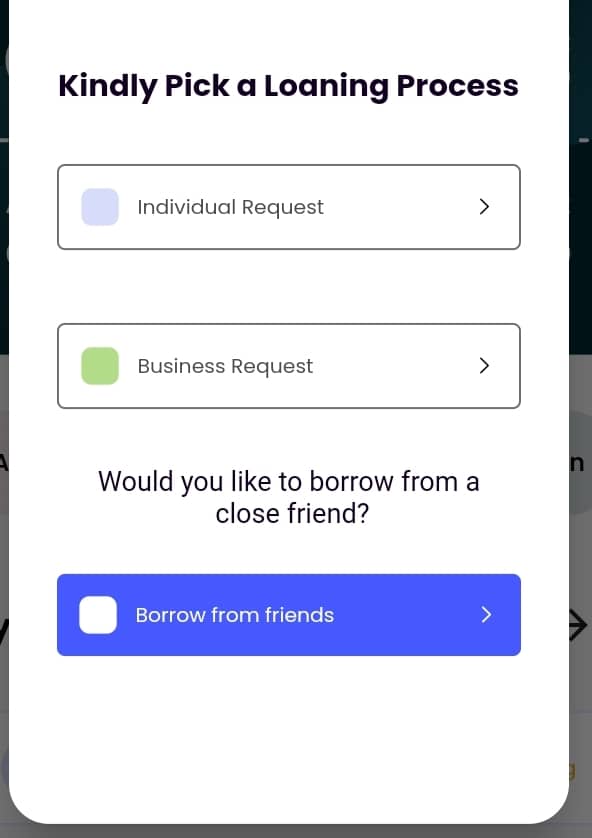 Kindly Pick a Loaning Process
Individual Request
Business Request
Would you like to borrow from a
close friend?
Borrow from friends